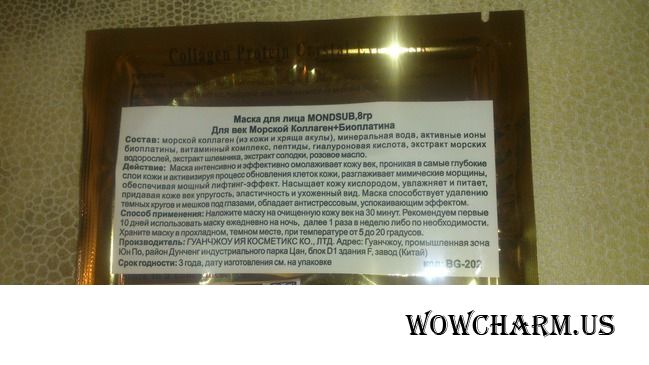 Collagen Protein Crystal
Маска для лица MONDSUB,8гр
Для век Морской Коллаген+Биоплатина
Состав: морской коллаген (из кожи и хряща акулы), минеральная вода, активные ионы
биоплатины, витаминный комплекс, пептиды, гиалуроновая кислота, экстракт морских
водорослей, экстракт шлемника, экстракт солодки, розовое масло.
Действие: Маска интенсивно и эффективно омолаживает кожу век, проникая в самые глубокие
слои кожи и активизируя процесс обновления клеток кожи, разглаживает мимические морщины,
обеспечивая мощный лифтинг-эффект. Насыщает кожу кислородом, увлажняет и питает,
придавая коже век упругость, эластичность и ухоженный вид. Маска способствует удалению
темных кругов и мешков под глазами, обладает антистрессовым, успокаивающим эффектом.
Способ применения: Наложите маску на очищенную кожу век на 30 минут. Рекомендуем первые
10 дней использовать маску ежедневно на ночь, далее 1 раз в неделю либо по необходимости.
Храните маску в прохладном, темном месте, при температуре от 5 до 20 градусов.
Производитель: ГУАНЧЖОУ ИЯ КОСМЕТИКС КО., ЛТД. Адрес: Гуанчжоу, промышленная зона
Юн По, район Дунченг индустриального парка Цан, блок D1 здания F, завод (Китай)
Срок годности: 3 года, дату изготовления см. на упаковке код: BG-202
WOWCHARM.US